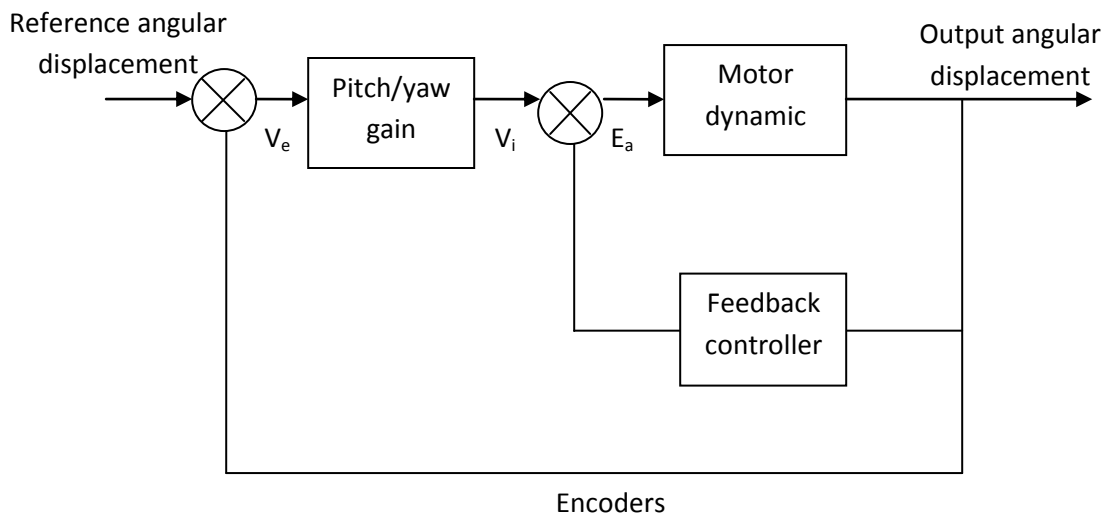 Reference angular
displacement
Output angular
displacement
Pitch/yaw
gain
Motor
dynamic
Vₑ
Vᵢ
Eₐ
Feedback
controller
Encoders